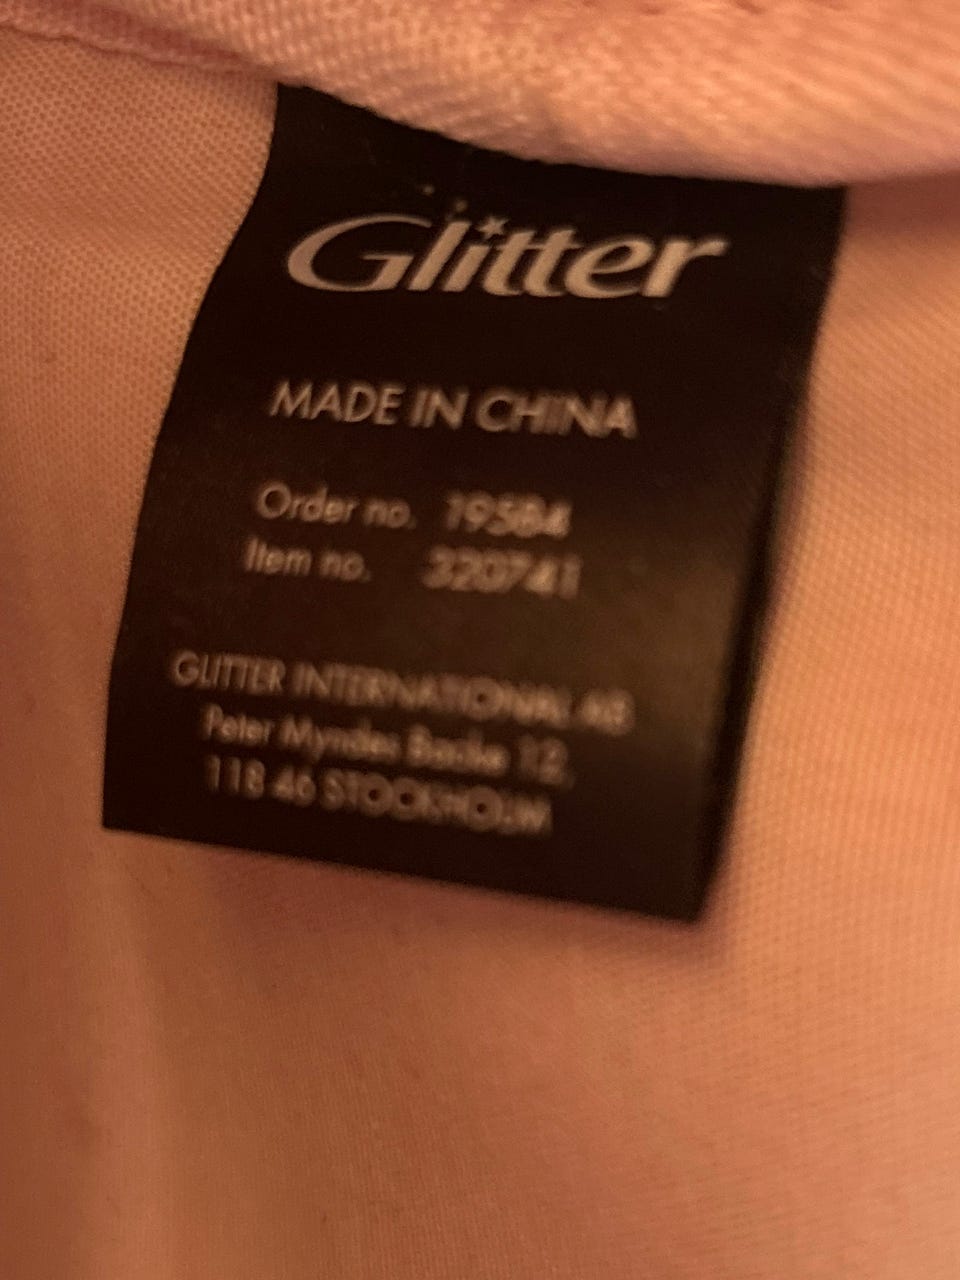 Glitter
MADE IN CHINA
Order no. 19584
Item no. 320741
GLITTER INTERNATIONAL AB
Peter Myndes Backe 12,
118 46 STOCKHOLM